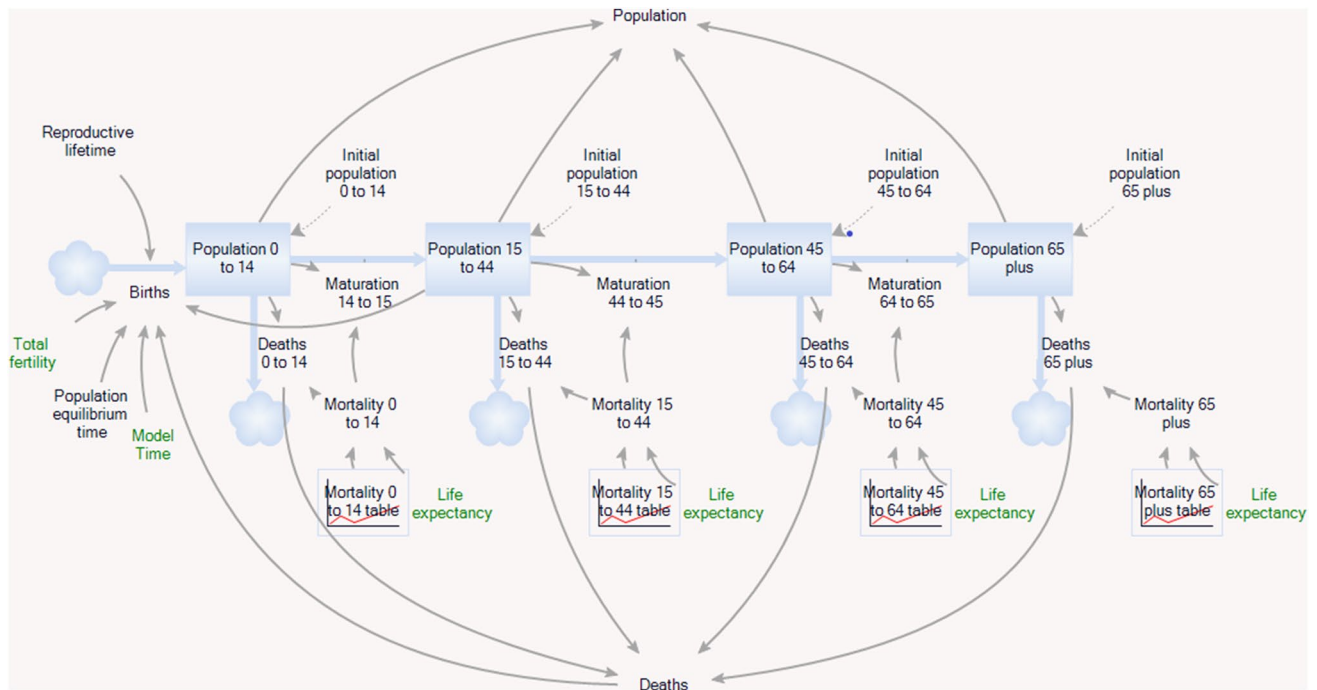 Population
Reproductive
lifetime
Initial
population
0 to 14
Initial
population
15 to 44
Initial
population
45 to 64
Initial
population
65 plus
Population 0
to 14
Population 15
to 44
Population 45
to 64
Population 65
plus
Births
Maturation
14 to 15
Maturation
44 to 45
Maturation
64 to 65
Total
fertility
Deaths
0 to 14
Deaths
15 to 44
Deaths
45 to 64
Deaths
65 plus
Population
equilibrium
time
Model
Time
Mortality 0
to 14
Mortality 15
to 44
Mortality 45
to 64
Mortality 65
plus
Mortality 0
to 14 table
Life
expectancy
Mortality 15
to 44 table
Life
expectancy
Mortality 45
to 64 table
Life
expectancy
Mortality 65
plus table
Life
expectancy
Deaths